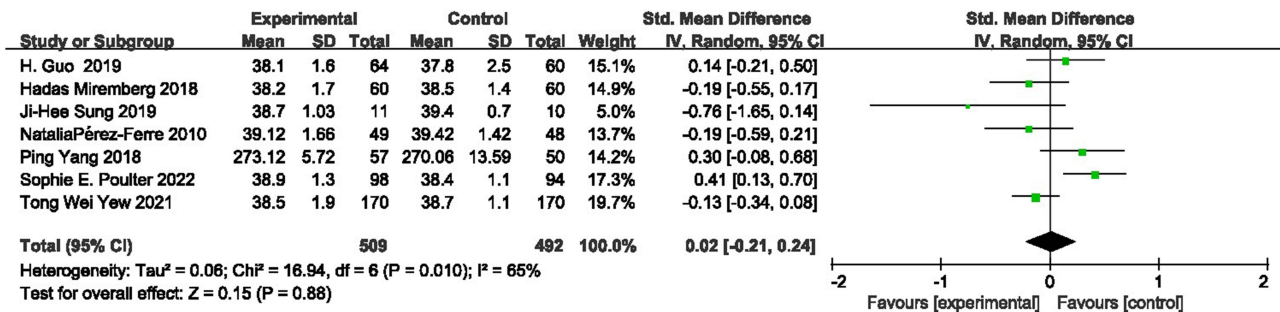 Experimental Control Std. Mean Difference Std. Mean Difference
Study or Subgroup Mean SD Total Mean SD Total Weight IV, Random, 95% CI IV, Random, 95% CI
H. Guo 2019 38.1 1.6 64 37.8 2.5 60 15.1% 0.14 [-0.21, 0.50]
Hadas Miremberg 2018 38.2 1.7 60 38.5 1.4 60 14.9% -0.19 [-0.55, 0.17]
Ji-Hee Sung 2019 38.7 1.03 11 39.4 0.7 10 5.0% -0.76 [-1.65, 0.14]
NataliaPérez-Ferre 2010 39.12 1.66 49 39.42 1.42 48 13.7% -0.19 [-0.59, 0.21]
Ping Yang 2018 273.12 5.72 57 270.06 13.59 50 14.2% 0.30 [-0.08, 0.68]
Sophie E. Poulter 2022 38.9 1.3 98 38.4 1.1 94 17.3% 0.41 [0.13, 0.70]
Tong Wei Yew 2021 38.5 1.9 170 38.7 1.1 170 19.7% -0.13 [-0.34, 0.08]
Total (95% CI) 509 492 100.0% 0.02 [-0.21, 0.24]
Heterogeneity: Tau² = 0.06; Chi² = 16.94, df = 6 (P = 0.010); I² = 65%
Test for overall effect: Z = 0.15 (P = 0.88)
-2 -1 0 1 2
Favours [experimental] Favours [control]